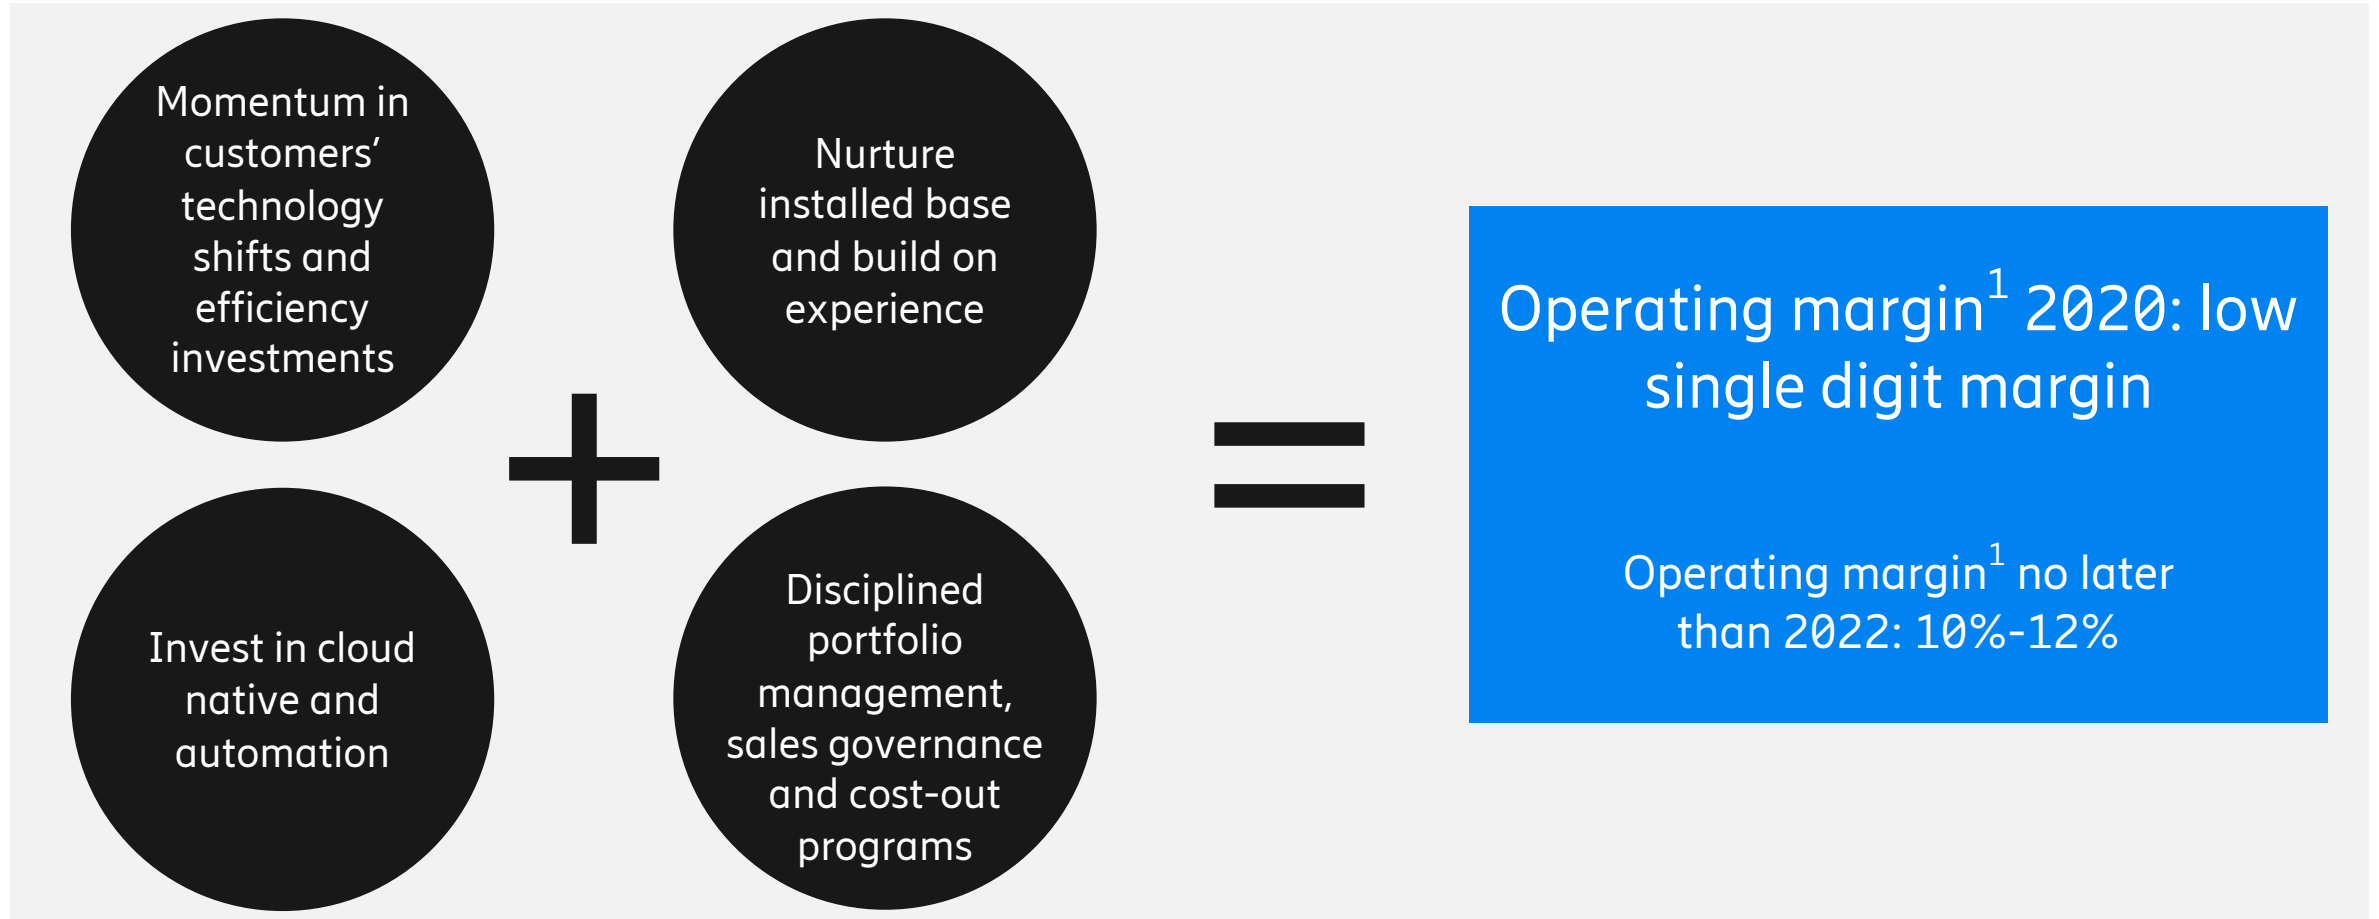 Momentum in
customers’
technology
shifts and
efficiency
investments
Nurture
installed base
and build on
experience
+
Invest in cloud
native and
automation
Disciplined
portfolio
management,
sales governance
and cost-out
programs
=
Operating margin¹ 2020: low
single digit margin
Operating margin¹ no later
than 2022: 10%-12%